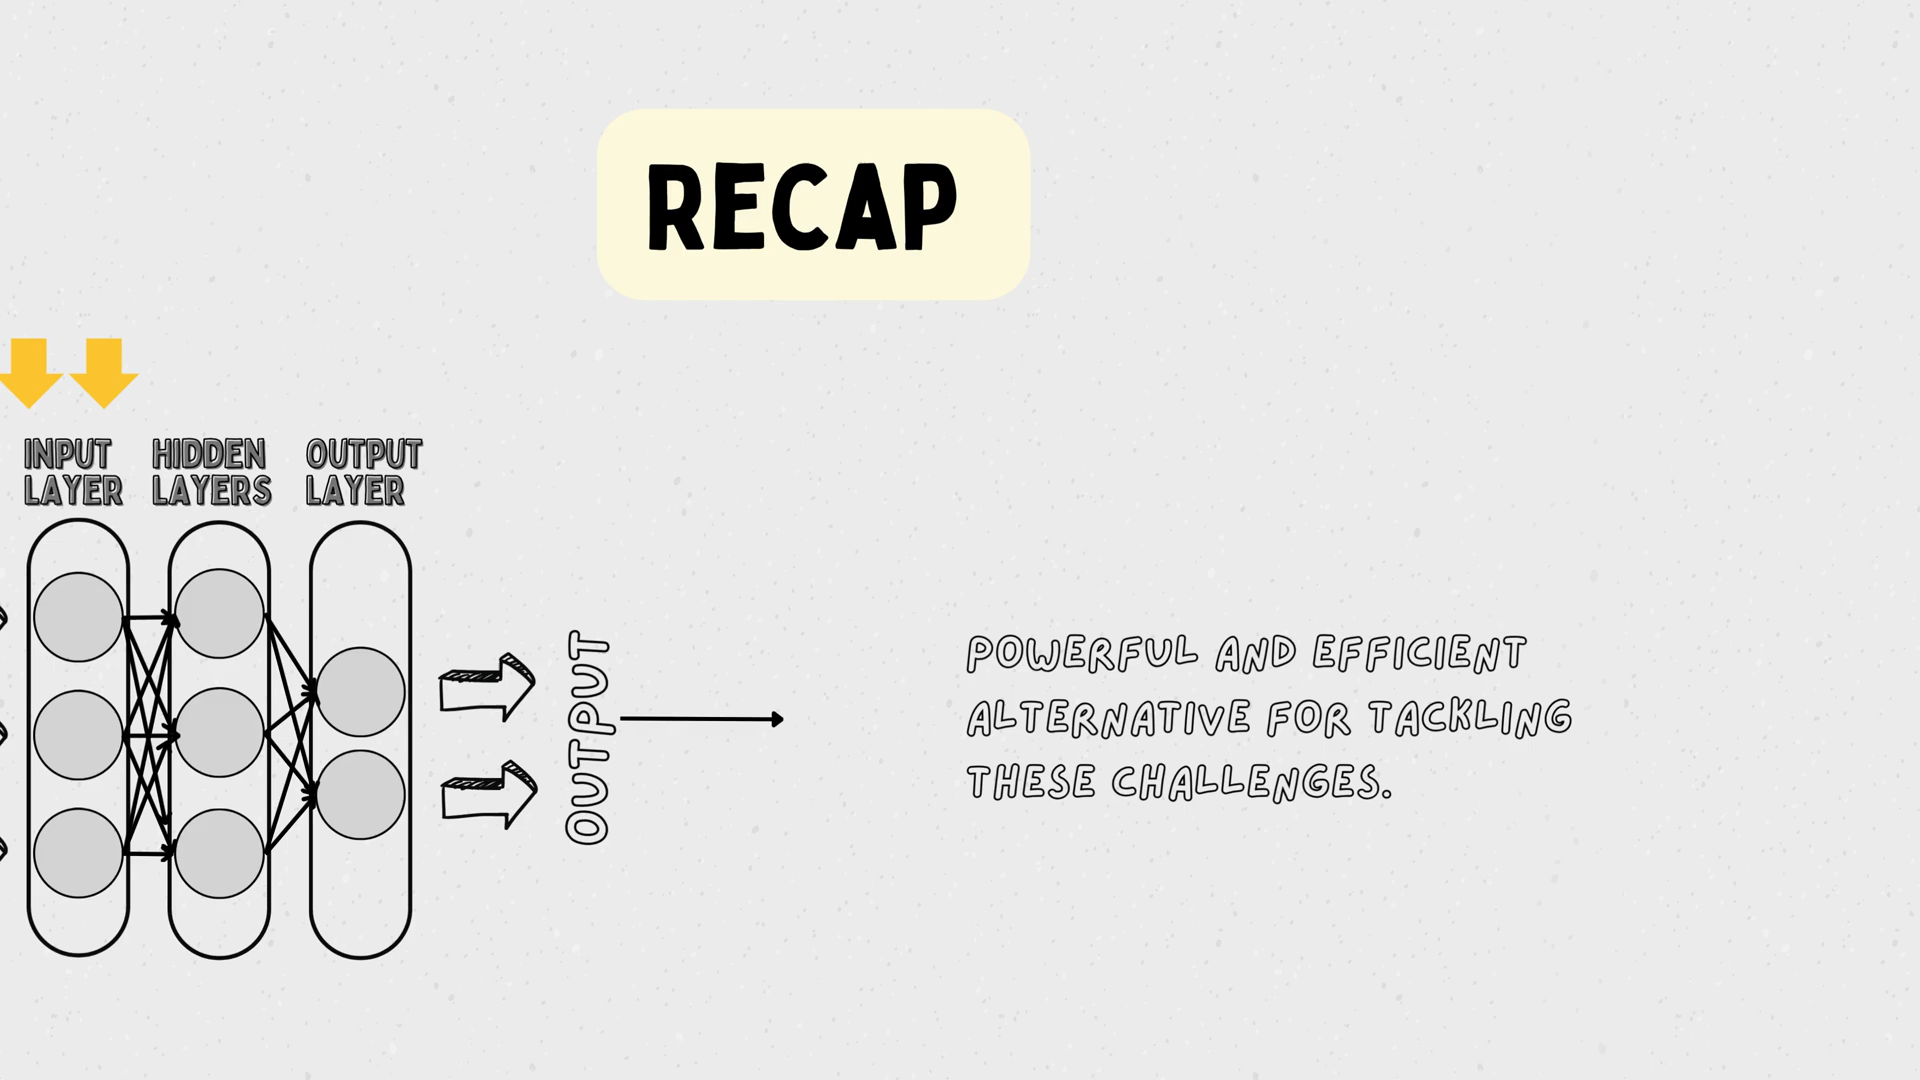 RECAP
INPUT
LAYER
HIDDEN
LAYERS
OUTPUT
LAYER
OUTPUT
POWERFUL AND EFFICIENT
ALTERNATIVE FOR TACKLING
THESE CHALLENGES.